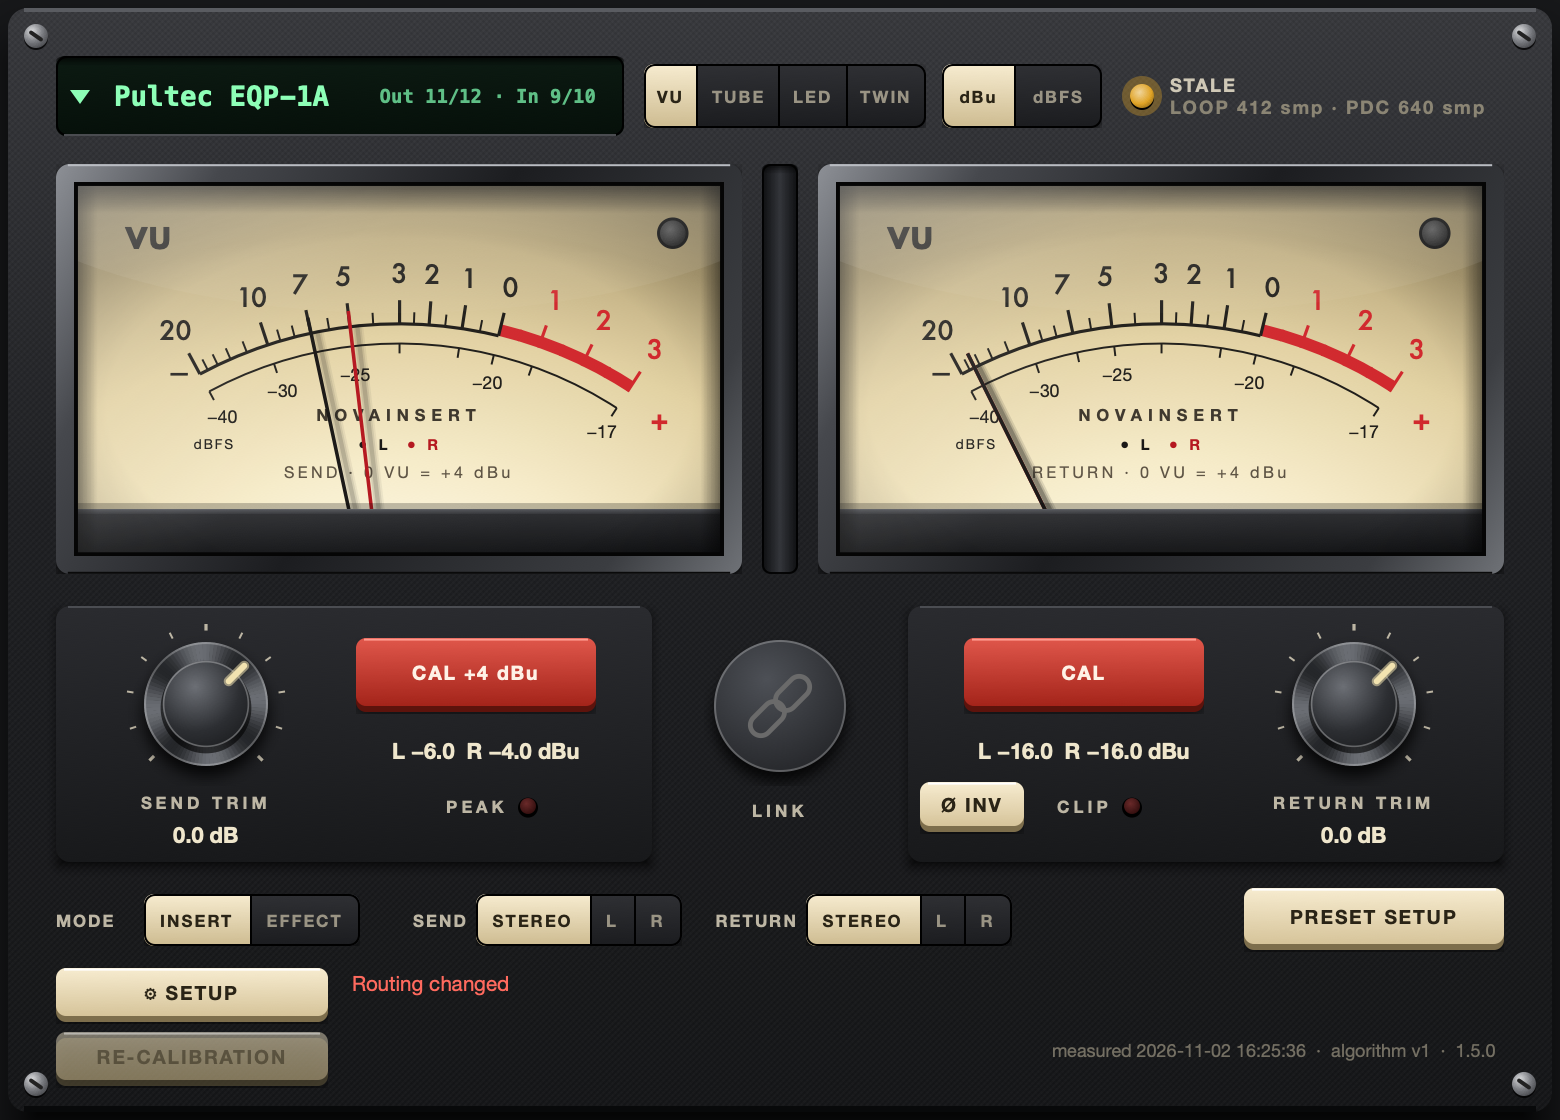 ▼ Pultec EQP-1A Out 11/12 · In 9/10 VU TUBE LED TWIN dBu dBFS STALE
LOOP 412 smp · PDC 640 smp
VU
20 10 7 5 3 2 1 0 1 2 3
− +
−40 −30 −25 −20 −17
dBFS
NOVAINSERT
• L • R
SEND · 0 VU = +4 dBu
VU
20 10 7 5 3 2 1 0 1 2 3
− +
−40 −30 −25 −20 −17
dBFS
NOVAINSERT
• L • R
RETURN · 0 VU = +4 dBu
CAL +4 dBu
L −6.0 R −4.0 dBu
SEND TRIM
0.0 dB
PEAK
LINK
CAL
L −16.0 R −16.0 dBu
Ø INV
CLIP
RETURN TRIM
0.0 dB
MODE INSERT EFFECT SEND STEREO L R RETURN STEREO L R PRESET SETUP
⚙ SETUP Routing changed
RE-CALIBRATION
measured 2026-11-02 16:25:36 · algorithm v1 · 1.5.0